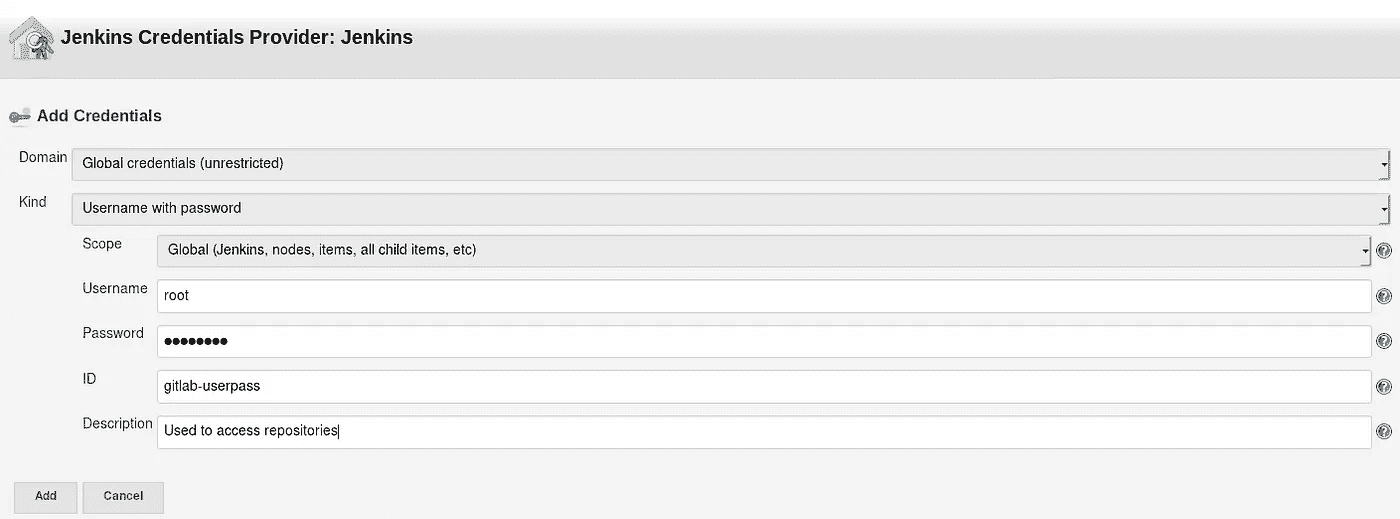 Jenkins Credentials Provider: Jenkins
Add Credentials
Domain Global credentials (unrestricted)
Kind Username with password
Scope Global (Jenkins, nodes, items, all child items, etc)
Username root
Password ●●●●●●●●
ID gitlab-userpass
Description Used to access repositories
Add Cancel